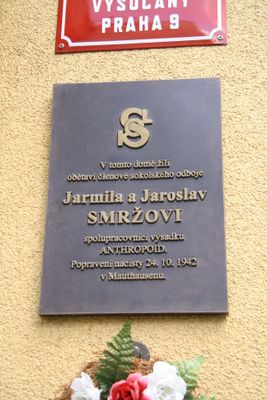 VYSOČANY
PRAHA 9
V tomto domě žili
obětaví členové sokolského odboje
Jarmila a Jaroslav
SMRŽOVI
spolupracovníci výsadku
ANTHROPOID.
Popraveni nacisty 24. 10. 1942
v Mauthausenu.